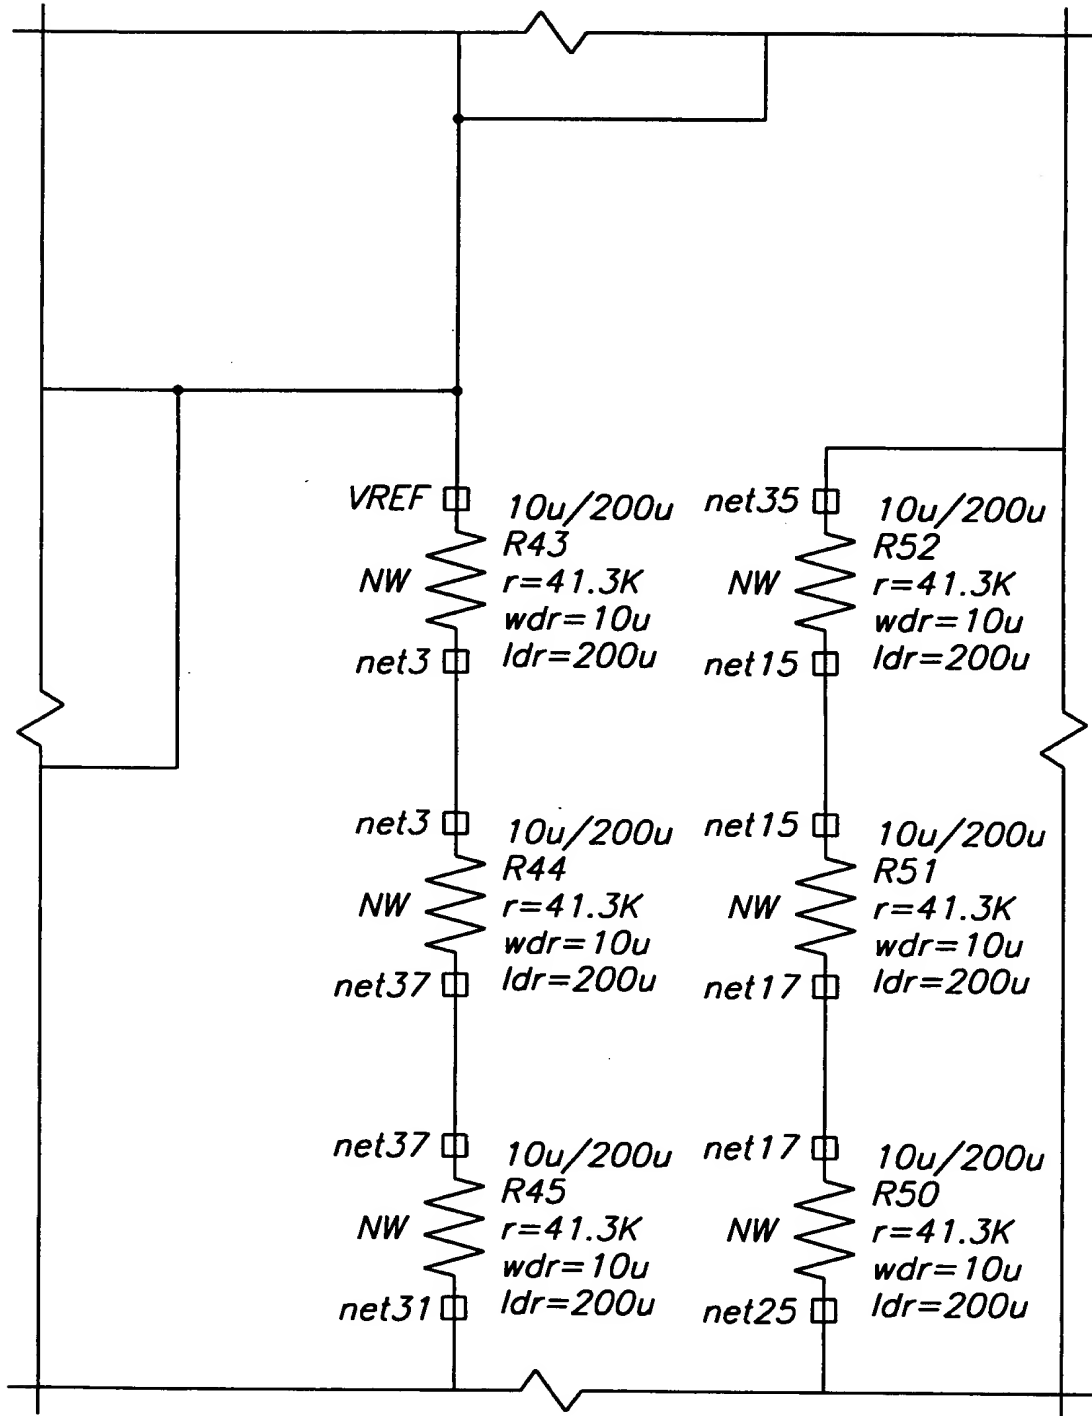 VREF
10u/200u
R43
NW
r=41.3K
wdr=10u
net3
ldr=200u
net35
10u/200u
R52
NW
r=41.3K
wdr=10u
net15
ldr=200u
net3
10u/200u
R44
NW
r=41.3K
wdr=10u
net37
ldr=200u
net15
10u/200u
R51
NW
r=41.3K
wdr=10u
net17
ldr=200u
net37
10u/200u
R45
NW
r=41.3K
wdr=10u
net31
ldr=200u
net17
10u/200u
R50
NW
r=41.3K
wdr=10u
net25
ldr=200u